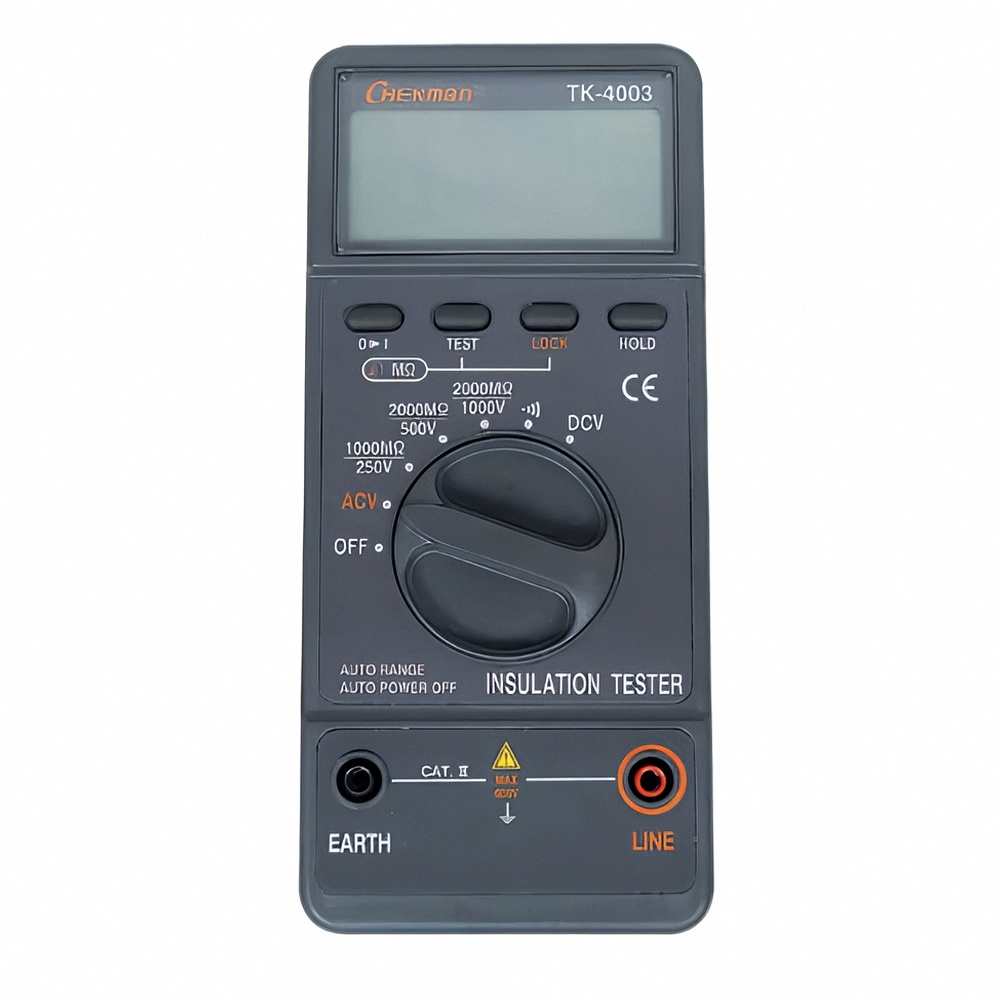 Chenman TK-4003
TEST LOCK HOLD
MΩ
CE
2000MΩ
1000V
2000MΩ
500V
DCV
1000MΩ
250V
ACV
OFF
AUTO RANGE
AUTO POWER OFF
INSULATION TESTER
CAT. II
MAX
EARTH
LINE